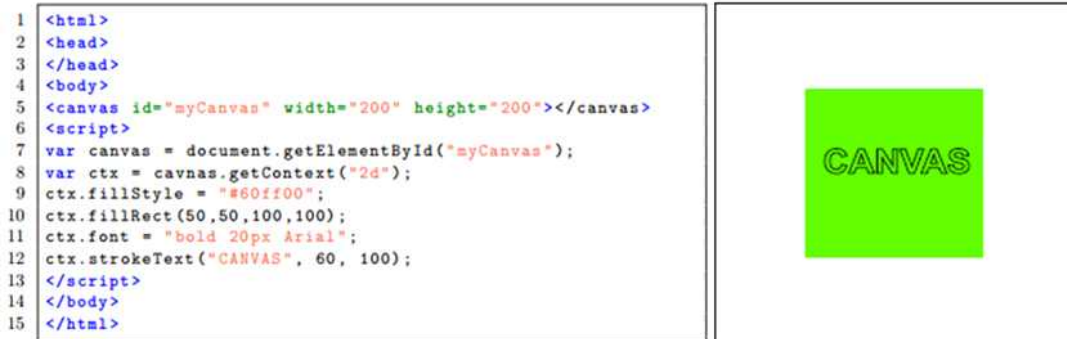 1 <html>
2 <head>
3 </head>
4 <body>
5 <canvas id="myCanvas" width="200" height="200"></canvas>
6 <script>
7 var canvas = document.getElementById("myCanvas");
8 var ctx = cavnas.getContext("2d");
9 ctx.fillStyle = "#60ff00";
10 ctx.fillRect(50,50,100,100);
11 ctx.font = "bold 20px Arial";
12 ctx.strokeText("CANVAS", 60, 100);
13 </script>
14 </body>
15 </html>
CANVAS